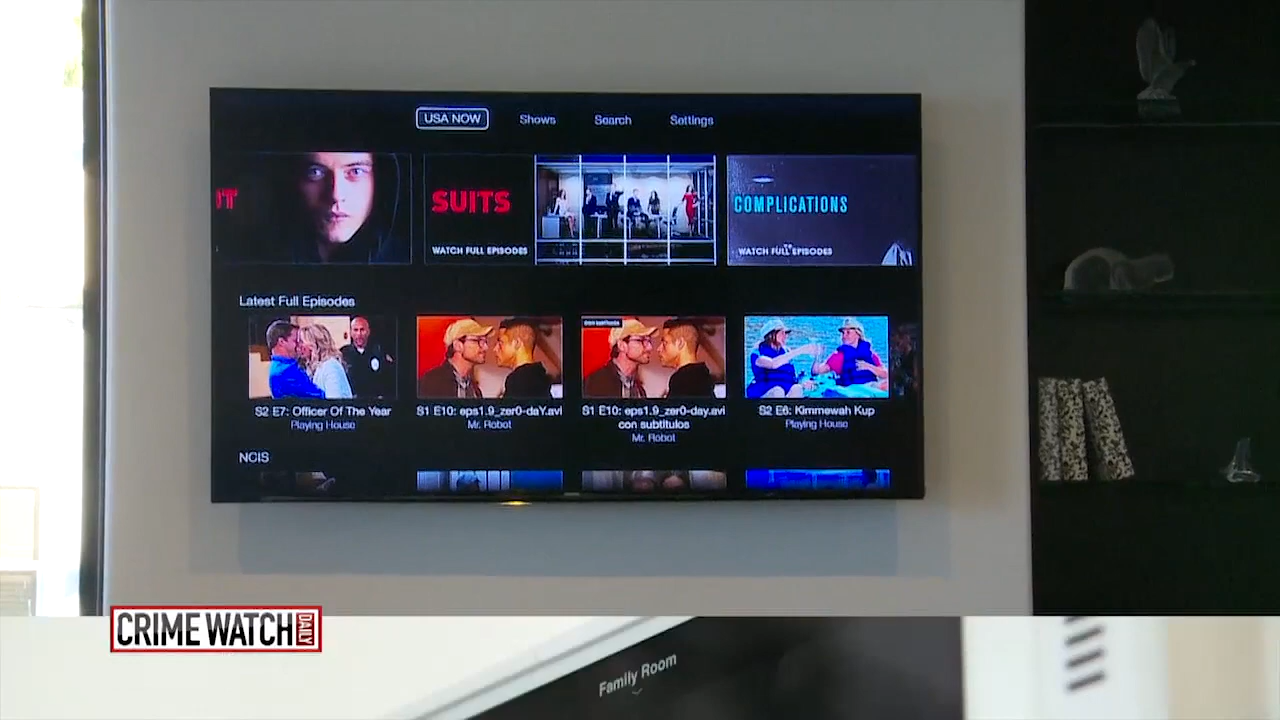 USA NOW Shows Search Settings
OT
SUITS
WATCH FULL EPISODES
COMPLICATIONS
WATCH FULL EPISODES
Latest Full Episodes
S2 E7: Officer Of The Year
Playing House
S1 E10: eps1.9_zer0-daY.avi
Mr. Robot
S1 E10: eps1.9_zer0-day.avi
con subtitulos
Mr. Robot
S2 E6: Kimmewah Kup
Playing House
NCIS
CRIME WATCH DAILY
Family Room